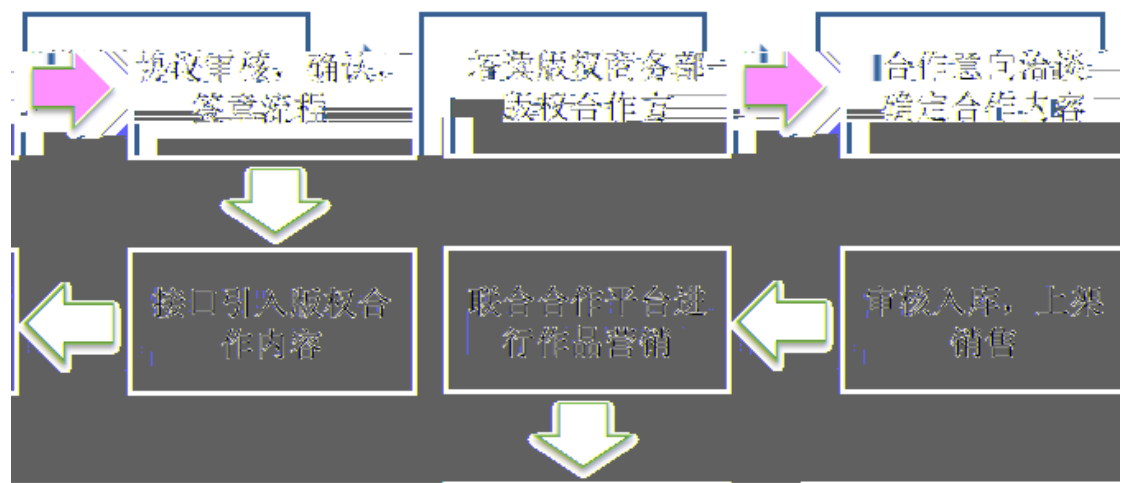 协议审核，确认，
签章流程
版权商务部
版权合作方
合作意向洽谈
确定合作内容
接口引入版权合
作内容
联合合作平台进
行作品营销
审核入库，上架
销售